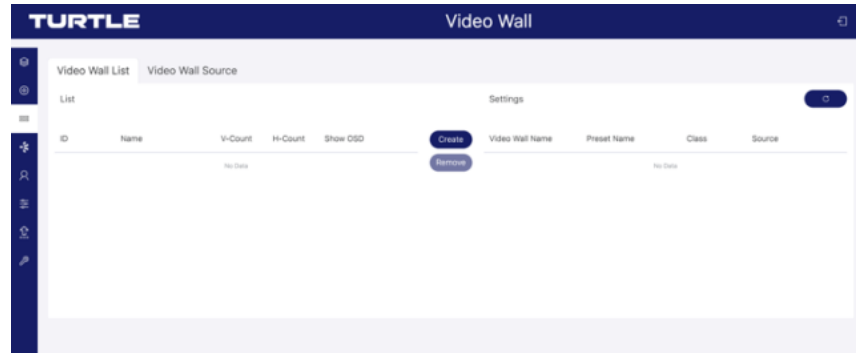 TURTLE Video Wall
Video Wall List Video Wall Source
List Settings
ID Name V-Count H-Count Show OSD Create Video Wall Name Preset Name Class Source
No Data Remove No Data